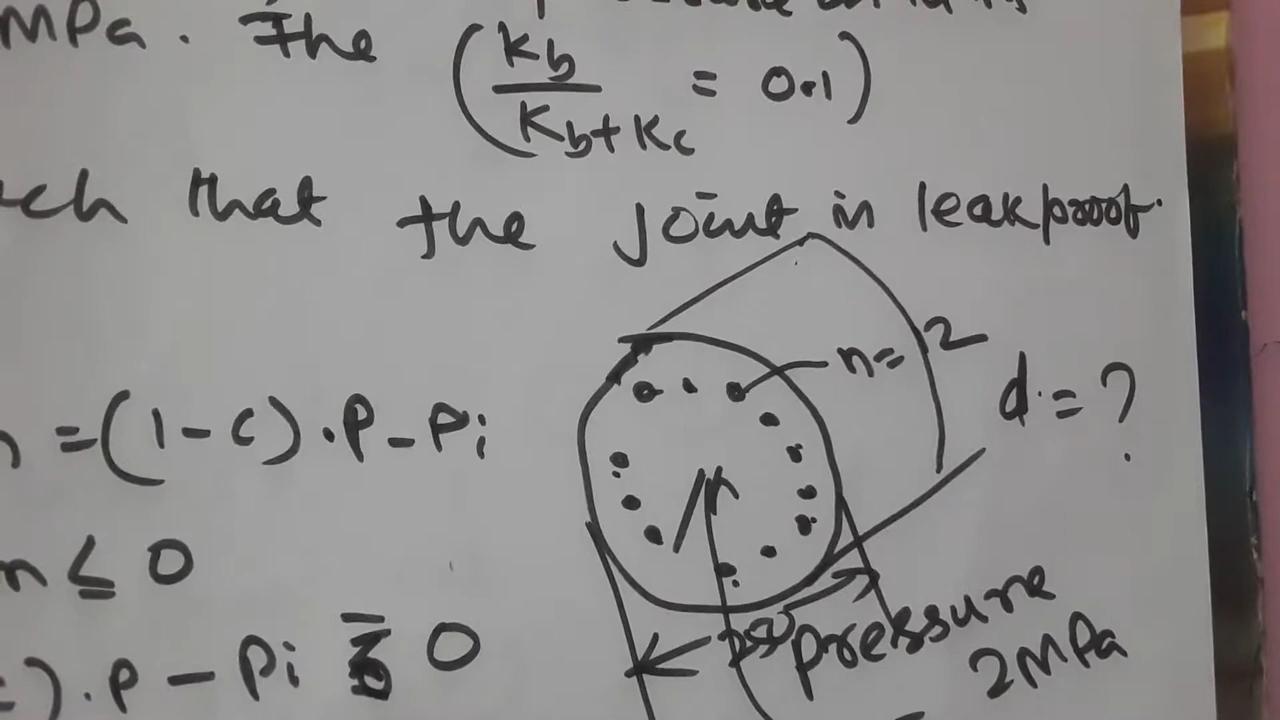 MPa. The (Kb / Kb+Kc = 0.1)
that the joint in leakproof.
n = 12
d = ?
= (1-c).P-Pi
m ≤ 0
).P - Pi = 0
Pressure
2MPa